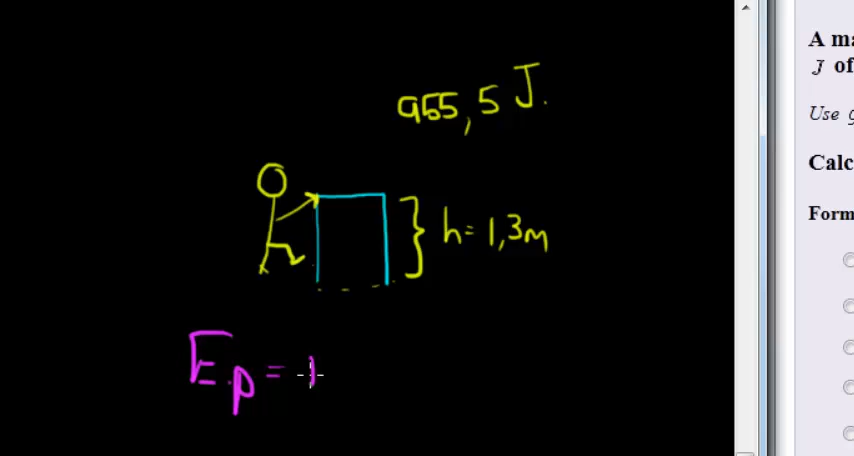 955,5 J.
h = 1,3m
Ep =
A ma
J of
Use g
Calc
Form